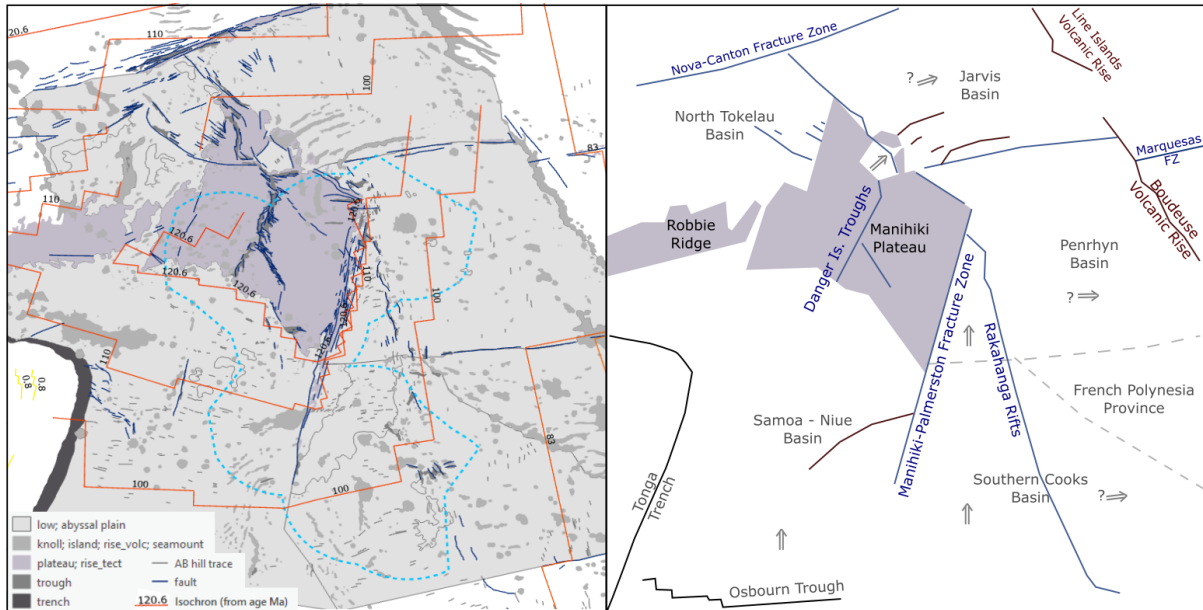 20.6
110
100
83
110
120.6
120.6
120.6
120.6
110
120.6
100
110
120.6
0.8
0.8
83
100
100
low; abyssal plain
knoll; island; rise_volc; seamount
plateau; rise_tect
AB hill trace
trough
fault
trench
120.6 Isochron (from age Ma)
Nova-Canton Fracture Zone
Line Islands
Volcanic Rise
? Jarvis
Basin
North Tokelau
Basin
Marquesas
FZ
Boudeuse
Volcanic Rise
Robbie
Ridge
Danger Is. Troughs
Manihiki
Plateau
Penrhyn
Basin
?
Manihiki-Palmerston Fracture Zone
Rakahanga Rifts
French Polynesia
Province
Samoa - Niue
Basin
Tonga
Trench
Southern Cooks
Basin
?
Osbourn Trough